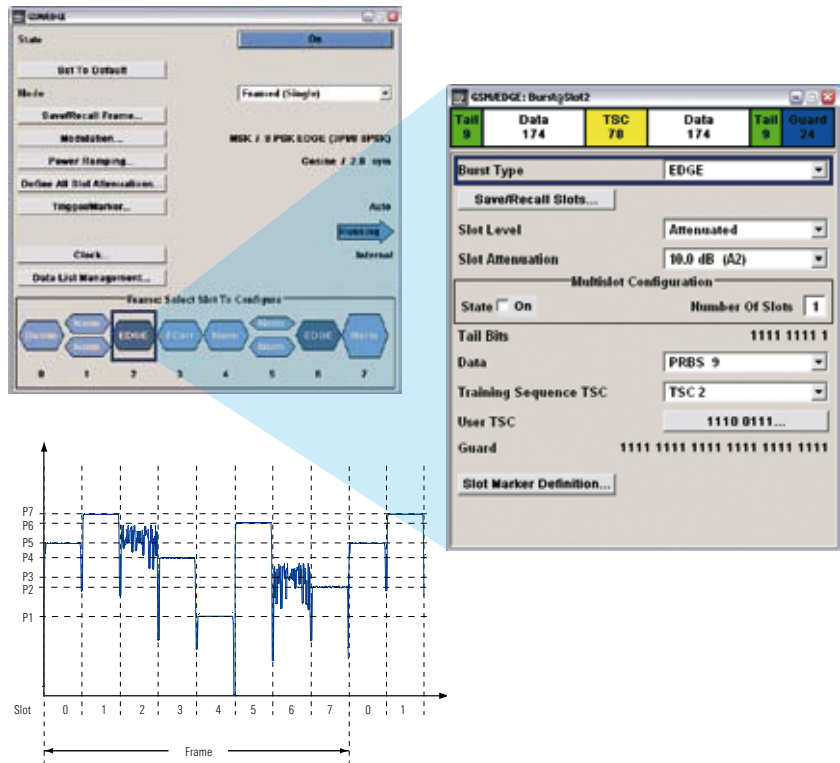 GSM/EDGE
State On
Set To Default
Mode Framed (Single)
Save/Recall Frame...
Modulation... MSK / 8 PSK EDGE (3Pi/8 8PSK)
Power Ramping... Cosine / 2.0 sym
Define All Slot Attenuations...
Trigger/Marker... Auto
Running
Clock... Internal
Data List Management...
Frame: Select Slot To Configure
Norm EDGE FCorr Norm Norm EDGE Norm
Norm Norm
0 1 2 3 4 5 6 7
GSM/EDGE: Burst@Slot2
Tail Data TSC Data Tail Guard
9 174 78 174 9 24
Burst Type EDGE
Save/Recall Slots...
Slot Level Attenuated
Slot Attenuation 10.0 dB (A2)
Multislot Configuration
State On Number Of Slots 1
Tail Bits 1111 1111 1
Data PRBS 9
Training Sequence TSC TSC 2
User TSC 1110 0111...
Guard 1111 1111 1111 1111 1111 1111
Slot Marker Definition...
P7
P6
P5
P4
P3
P2
P1
Slot 0 1 2 3 4 5 6 7 0 1
Frame